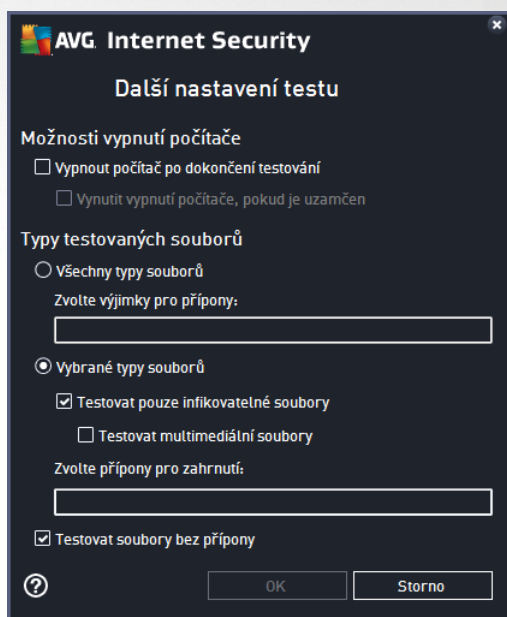 AVG. Internet Security
Další nastavení testu
Možnosti vypnutí počítače
Vypnout počítač po dokončení testování
Vynutit vypnutí počítače, pokud je uzamčen
Typy testovaných souborů
Všechny typy souborů
Zvolte výjimky pro přípony:
Vybrané typy souborů
Testovat pouze infikovatelné soubory
Testovat multimediální soubory
Zvolte přípony pro zahrnutí:
Testovat soubory bez přípony
?
OK
Storno